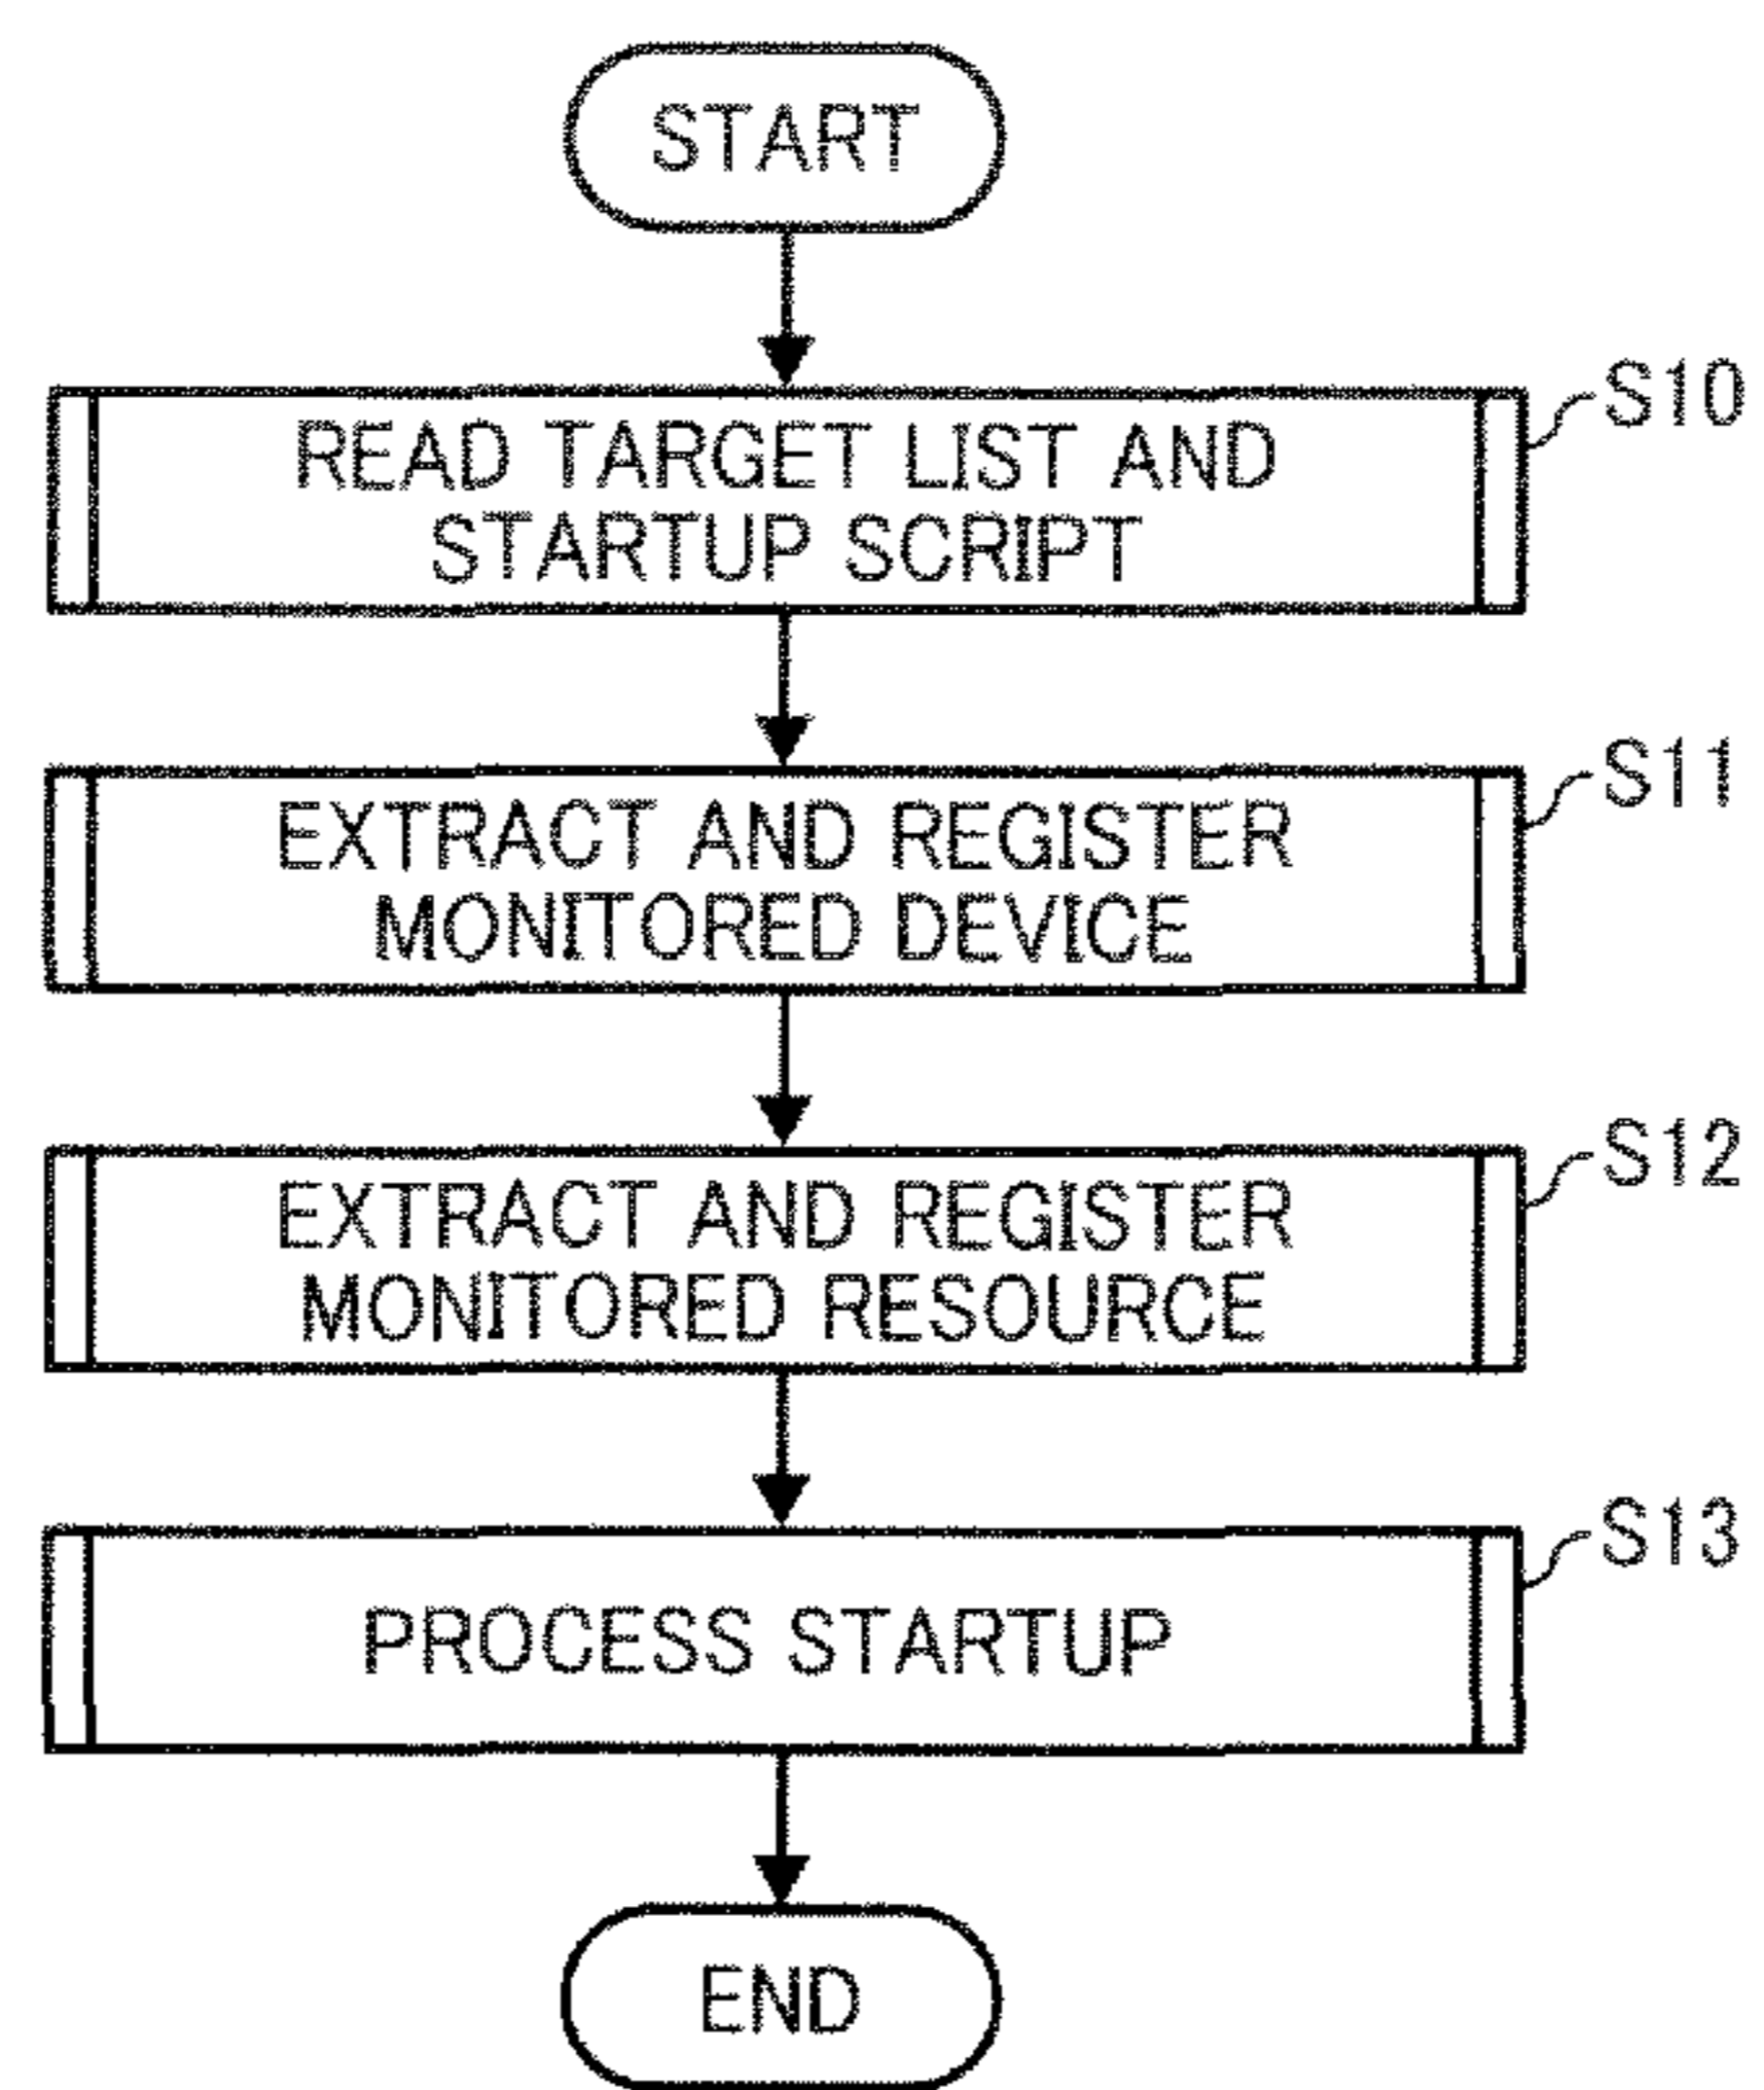 START
S10
READ TARGET LIST AND
STARTUP SCRIPT
S11
EXTRACT AND REGISTER
MONITORED DEVICE
S12
EXTRACT AND REGISTER
MONITORED RESOURCE
S13
PROCESS STARTUP
END